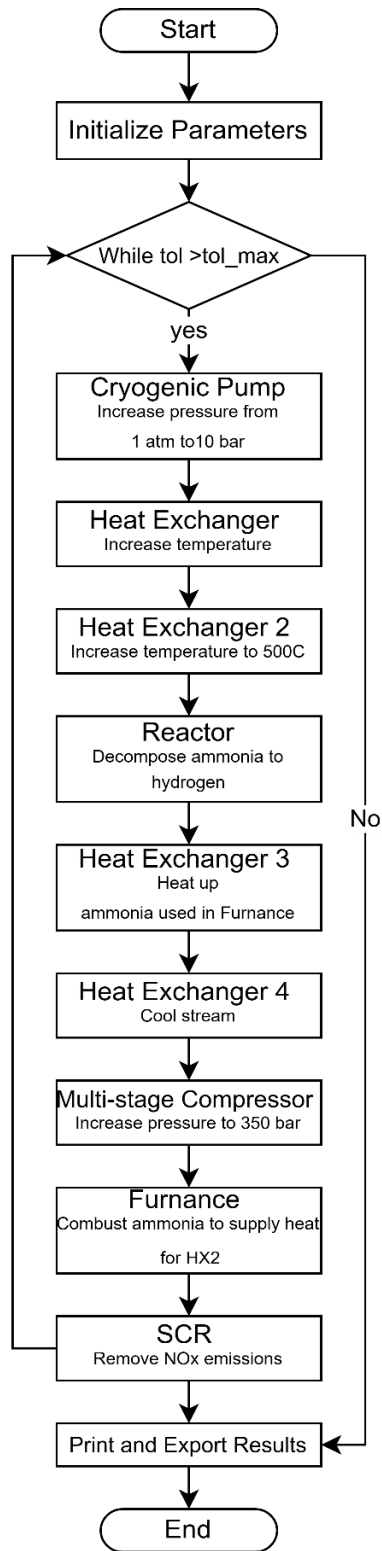 Start
Initialize Parameters
While tol >tol_max
yes
Cryogenic Pump
Increase pressure from
1 atm to10 bar
Heat Exchanger
Increase temperature
Heat Exchanger 2
Increase temperature to 500C
Reactor
Decompose ammonia to
hydrogen
No
Heat Exchanger 3
Heat up
ammonia used in Furnance
Heat Exchanger 4
Cool stream
Multi-stage Compressor
Increase pressure to 350 bar
Furnance
Combust ammonia to supply heat
for HX2
SCR
Remove NOx emissions
Print and Export Results
End